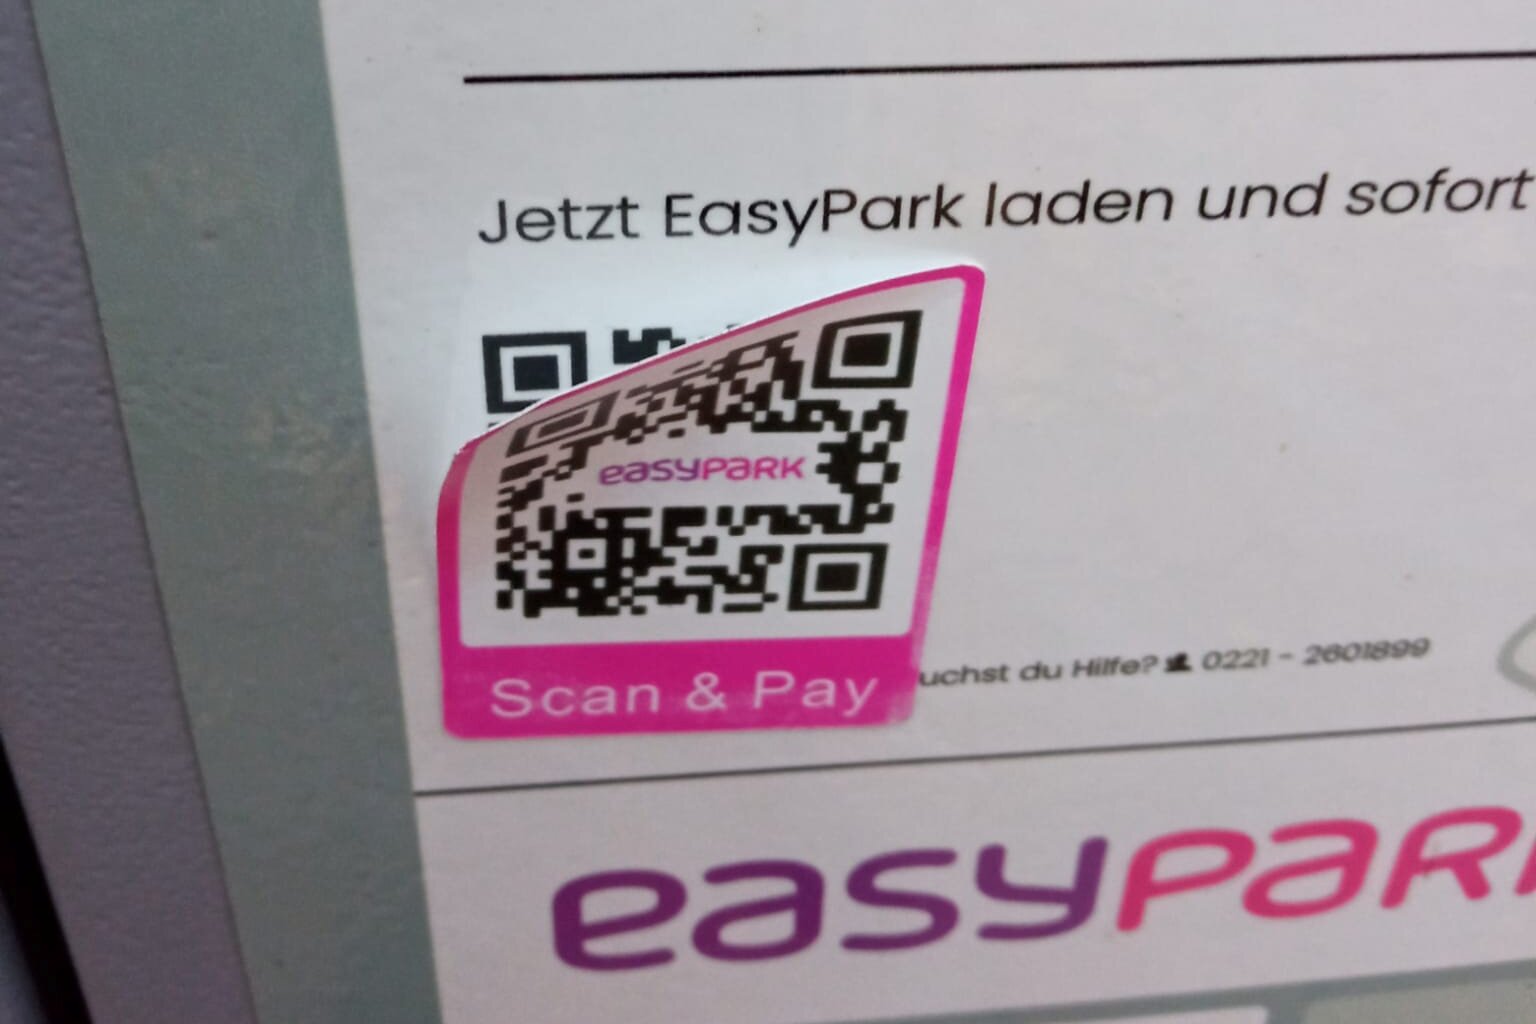 Jetzt EasyPark laden und sofort
easyPaRK
Scan & Pay
uchst du Hilfe? 0221 - 2601899
easyPaR